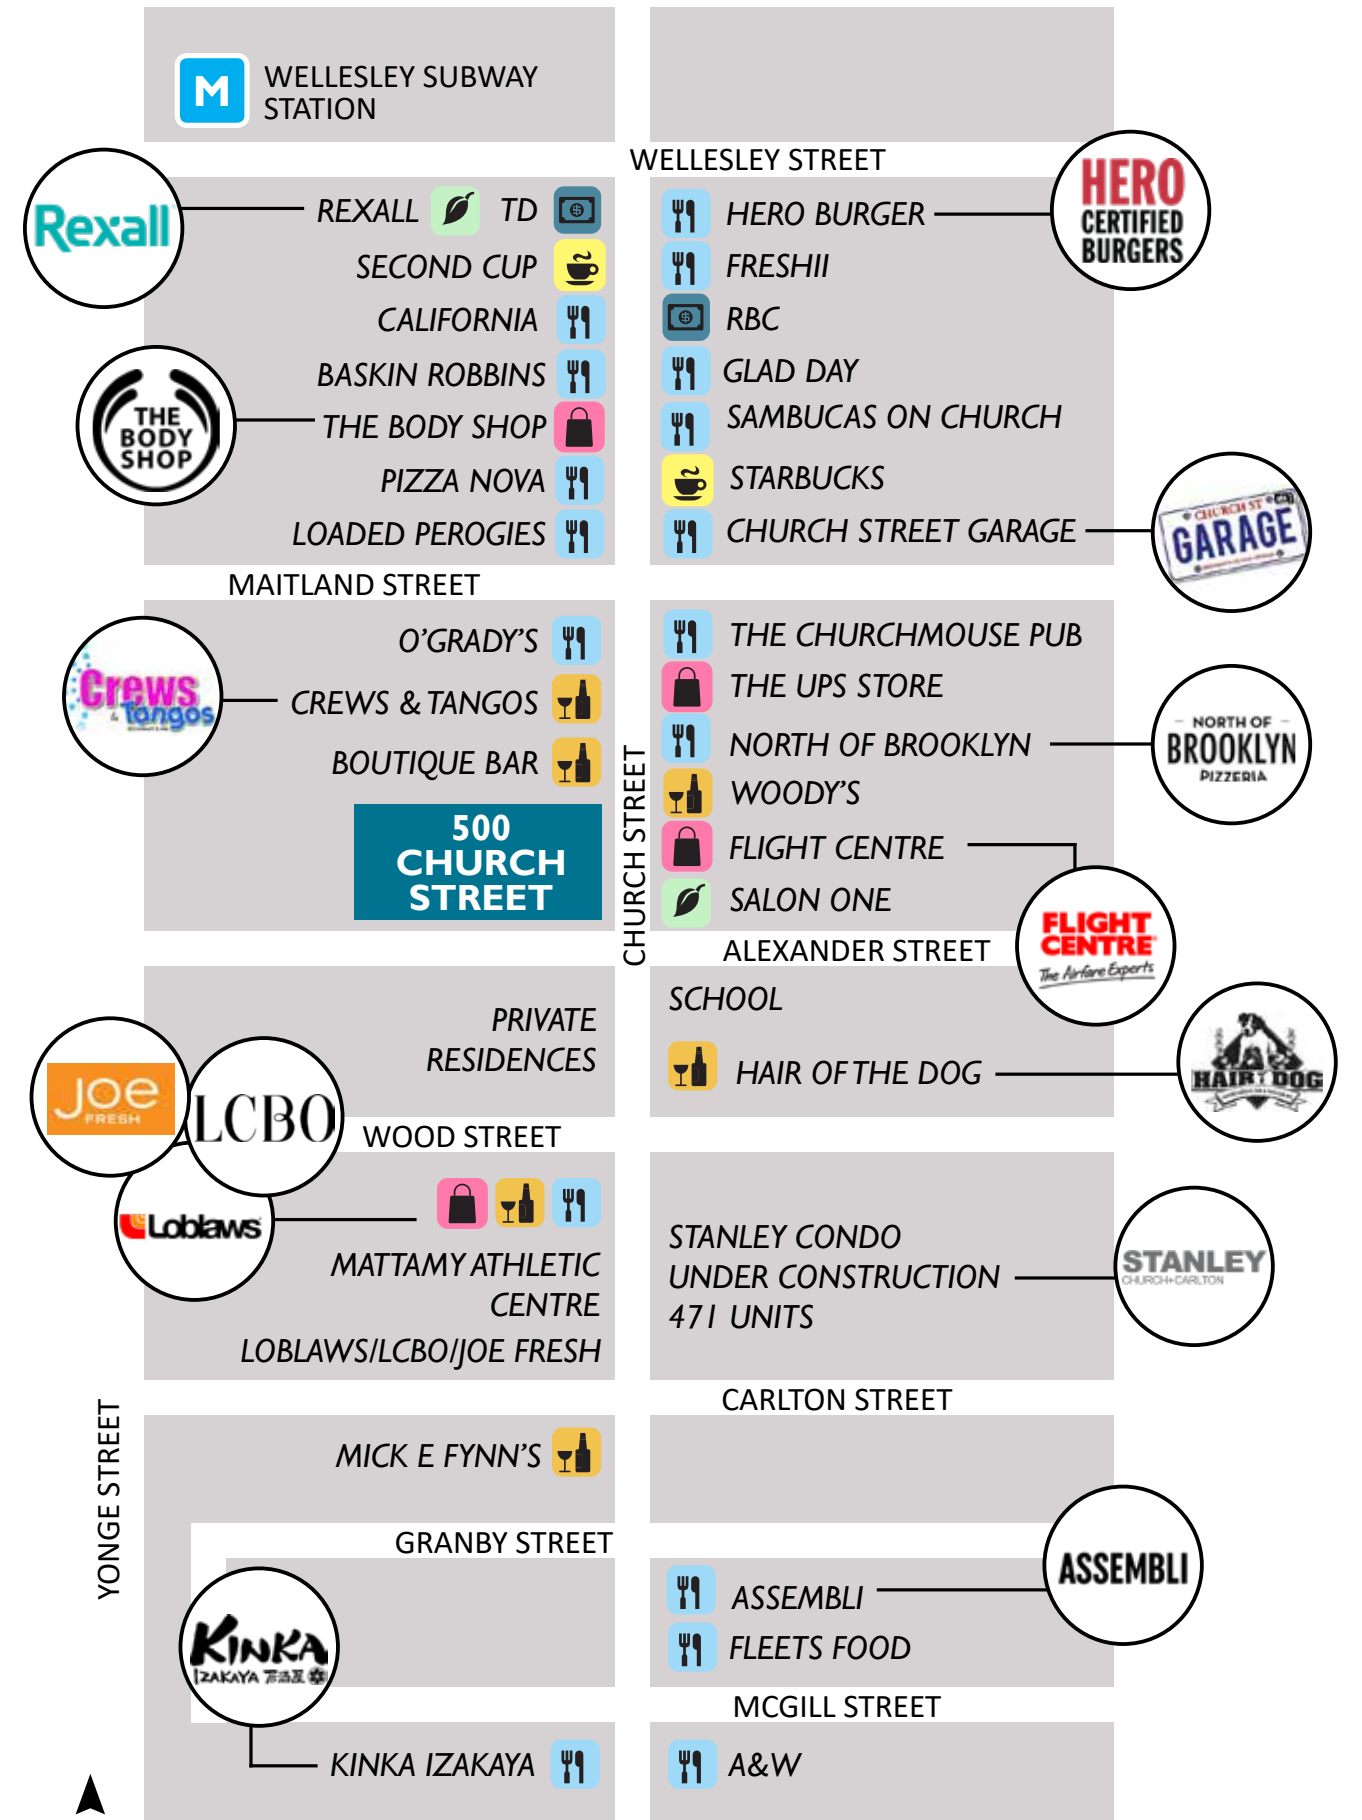 M
WELLESLEY SUBWAY
STATION
WELLESLEY STREET
Rexall
REXALL
TD
SECOND CUP
CALIFORNIA
BASKIN ROBBINS
THE BODY SHOP
PIZZA NOVA
LOADED PEROGIES
THE
BODY
SHOP
HERO BURGER
FRESHII
RBC
GLAD DAY
SAMBUCAS ON CHURCH
STARBUCKS
CHURCH STREET GARAGE
HERO
CERTIFIED
BURGERS
CHURCH ST
GARAGE
MAITLAND STREET
O'GRADY'S
CREWS & TANGOS
BOUTIQUE BAR
500
CHURCH
STREET
Crews
& Tangos
CHURCH STREET
THE CHURCHMOUSE PUB
THE UPS STORE
NORTH OF BROOKLYN
WOODY'S
FLIGHT CENTRE
SALON ONE
NORTH OF
BROOKLYN
PIZZERIA
FLIGHT
CENTRE
The Airfare Experts
ALEXANDER STREET
PRIVATE
RESIDENCES
SCHOOL
HAIR OF THE DOG
HAIR DOG
JOE
FRESH
LCBO
Loblaws
WOOD STREET
MATTAMY ATHLETIC
CENTRE
LOBLAWS/LCBO/JOE FRESH
STANLEY CONDO
UNDER CONSTRUCTION
471 UNITS
STANLEY
CHURCH+CARLTON
CARLTON STREET
YONGE STREET
MICK E FYNN'S
GRANBY STREET
ASSEMBLI
FLEETS FOOD
ASSEMBLI
KINKA
IZAKAYA
MCGILL STREET
KINKA IZAKAYA
A&W